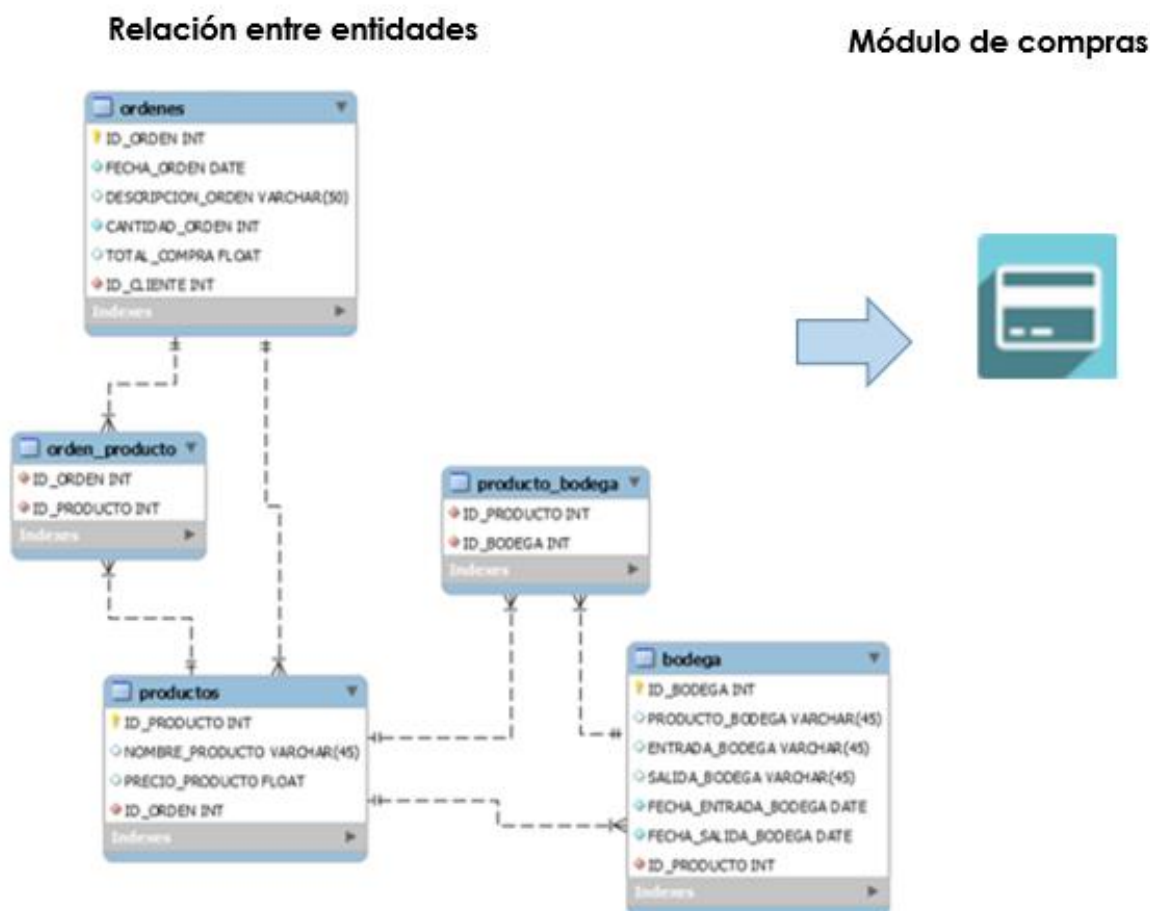 Relación entre entidades
Módulo de compras
ordenes
ID_ORDEN INT
FECHA_ORDEN DATE
DESCRIPCION_ORDEN VARCHAR(50)
CANTIDAD_ORDEN INT
TOTAL_COMPRA FLOAT
ID_CLIENTE INT
Indexes
orden_producto
ID_ORDEN INT
ID_PRODUCTO INT
Indexes
producto_bodega
ID_PRODUCTO INT
ID_BODEGA INT
Indexes
productos
ID_PRODUCTO INT
NOMBRE_PRODUCTO VARCHAR(45)
PRECIO_PRODUCTO FLOAT
ID_ORDEN INT
Indexes
bodega
ID_BODEGA INT
PRODUCTO_BODEGA VARCHAR(45)
ENTRADA_BODEGA VARCHAR(45)
SALIDA_BODEGA VARCHAR(45)
FECHA_ENTRADA_BODEGA DATE
FECHA_SALIDA_BODEGA DATE
ID_PRODUCTO INT
Indexes